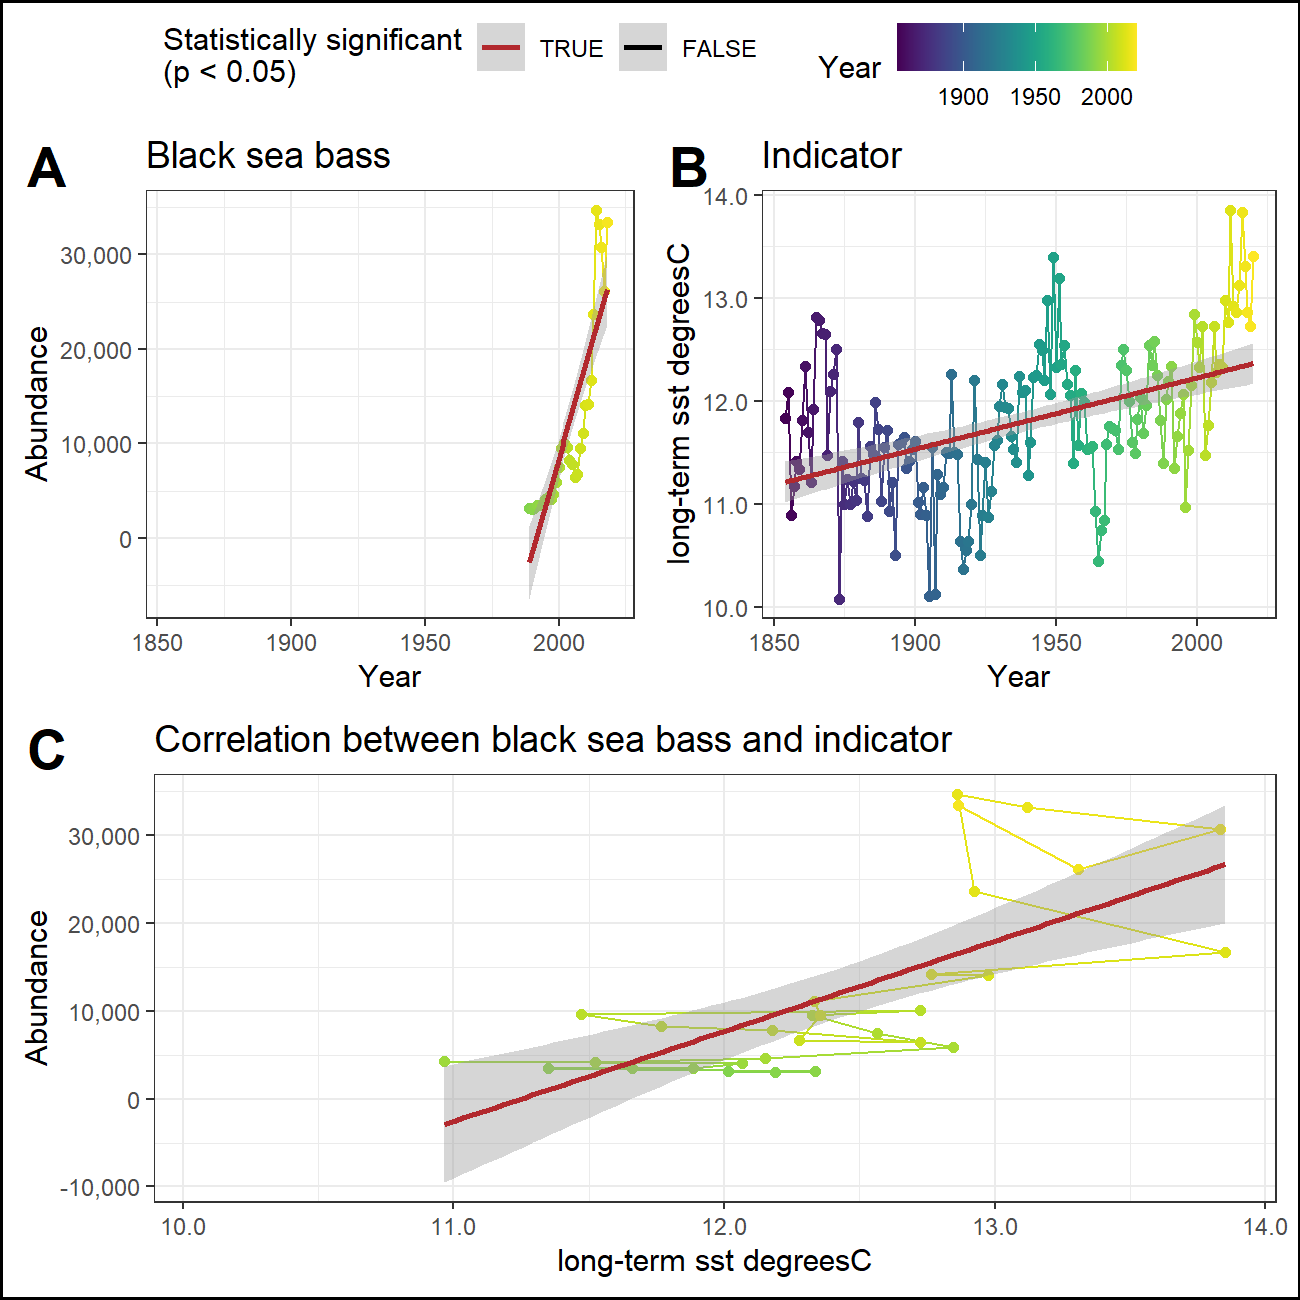 Statistically significant
(p < 0.05)
TRUE
FALSE
Year
1900 1950 2000
A
Black sea bass
Abundance
30,000
20,000
10,000
0
1850 1900 1950 2000
Year
B
Indicator
long-term sst degreesC
14.0
13.0
12.0
11.0
10.0
1850 1900 1950 2000
Year
C
Correlation between black sea bass and indicator
Abundance
30,000
20,000
10,000
0
-10,000
10.0 11.0 12.0 13.0 14.0
long-term sst degreesC